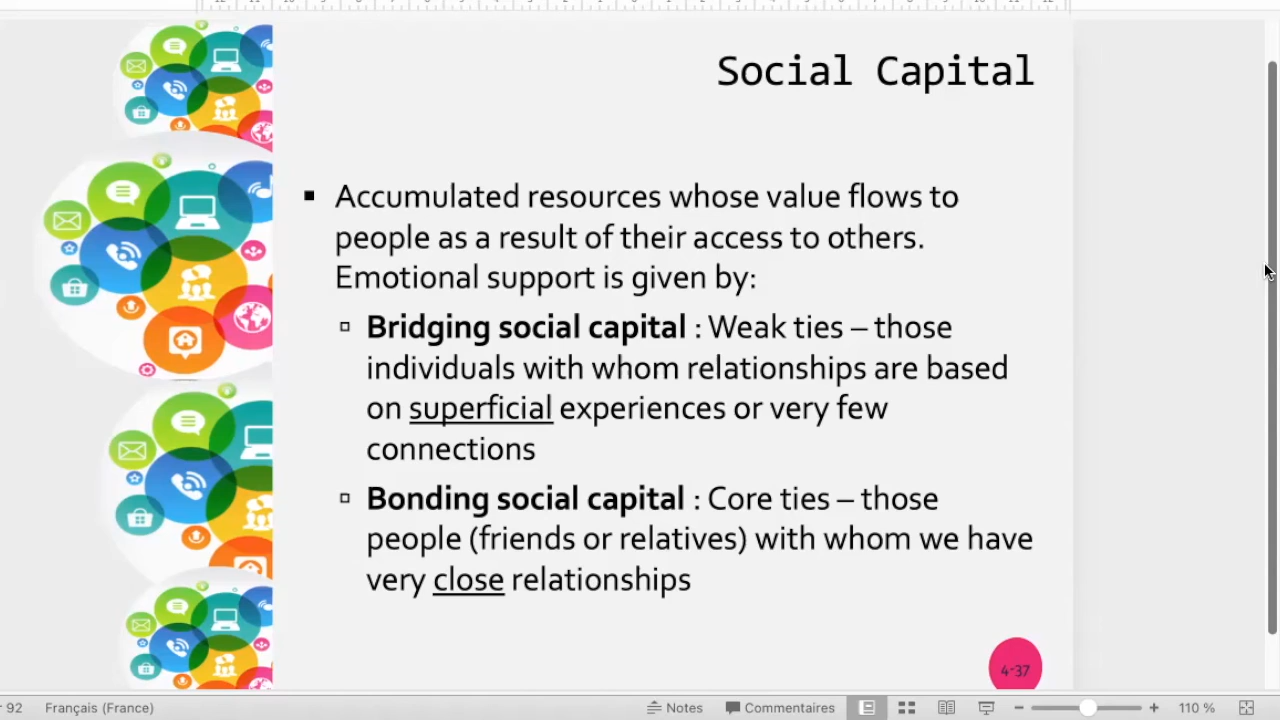 Social Capital
▪ Accumulated resources whose value flows to
people as a result of their access to others.
Emotional support is given by:
▫ Bridging social capital : Weak ties – those
individuals with whom relationships are based
on superficial experiences or very few
connections
▫ Bonding social capital : Core ties – those
people (friends or relatives) with whom we have
very close relationships
4-37
92 Français (France) Notes Commentaires 110 %